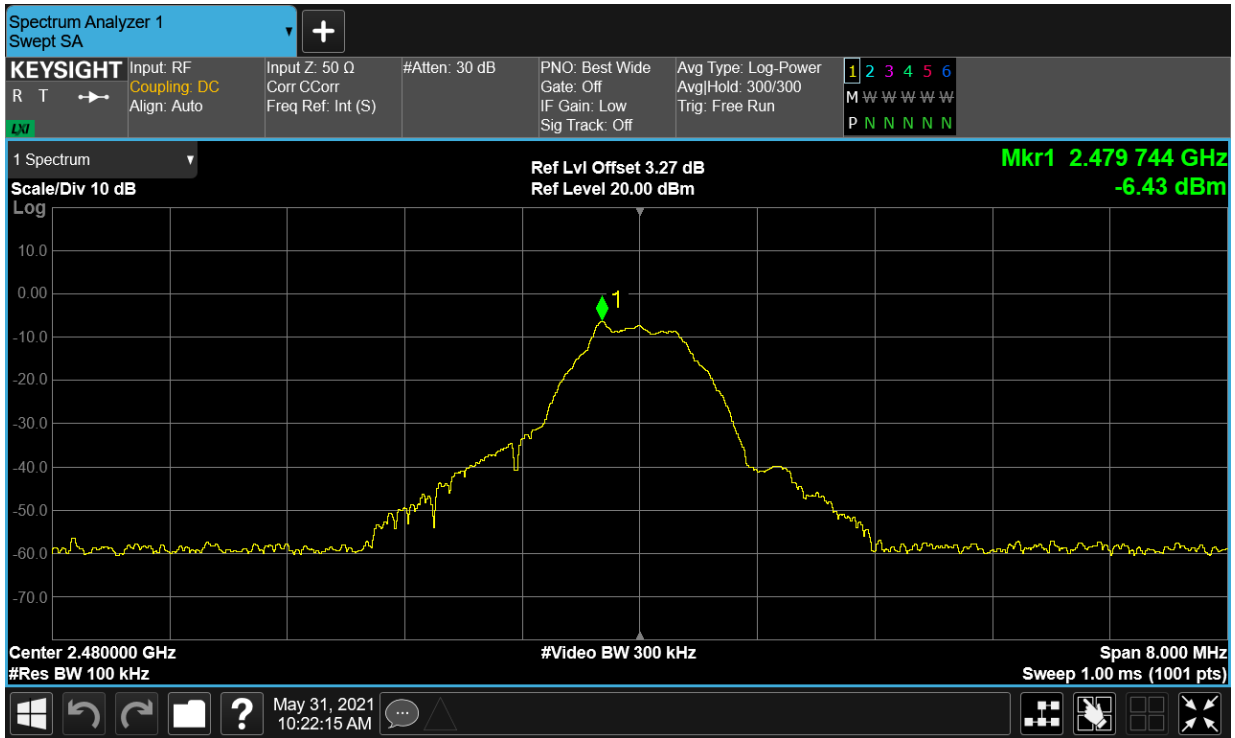 Spectrum Analyzer 1
Swept SA
KEYSIGHT
R T
LXI
Input: RF
Coupling: DC
Align: Auto
Input Z: 50 Ω
Corr CCorr
Freq Ref: Int (S)
#Atten: 30 dB
PNO: Best Wide
Gate: Off
IF Gain: Low
Sig Track: Off
Avg Type: Log-Power
Avg|Hold: 300/300
Trig: Free Run
1 2 3 4 5 6
M W W W W W
P N N N N N
1 Spectrum
Scale/Div 10 dB
Log
Ref Lvl Offset 3.27 dB
Ref Level 20.00 dBm
Mkr1 2.479 744 GHz
-6.43 dBm
10.0
0.00
1
-10.0
-20.0
-30.0
-40.0
-50.0
-60.0
-70.0
Center 2.480000 GHz
#Video BW 300 kHz
Span 8.000 MHz
#Res BW 100 kHz
Sweep 1.00 ms (1001 pts)
?
May 31, 2021
10:22:15 AM